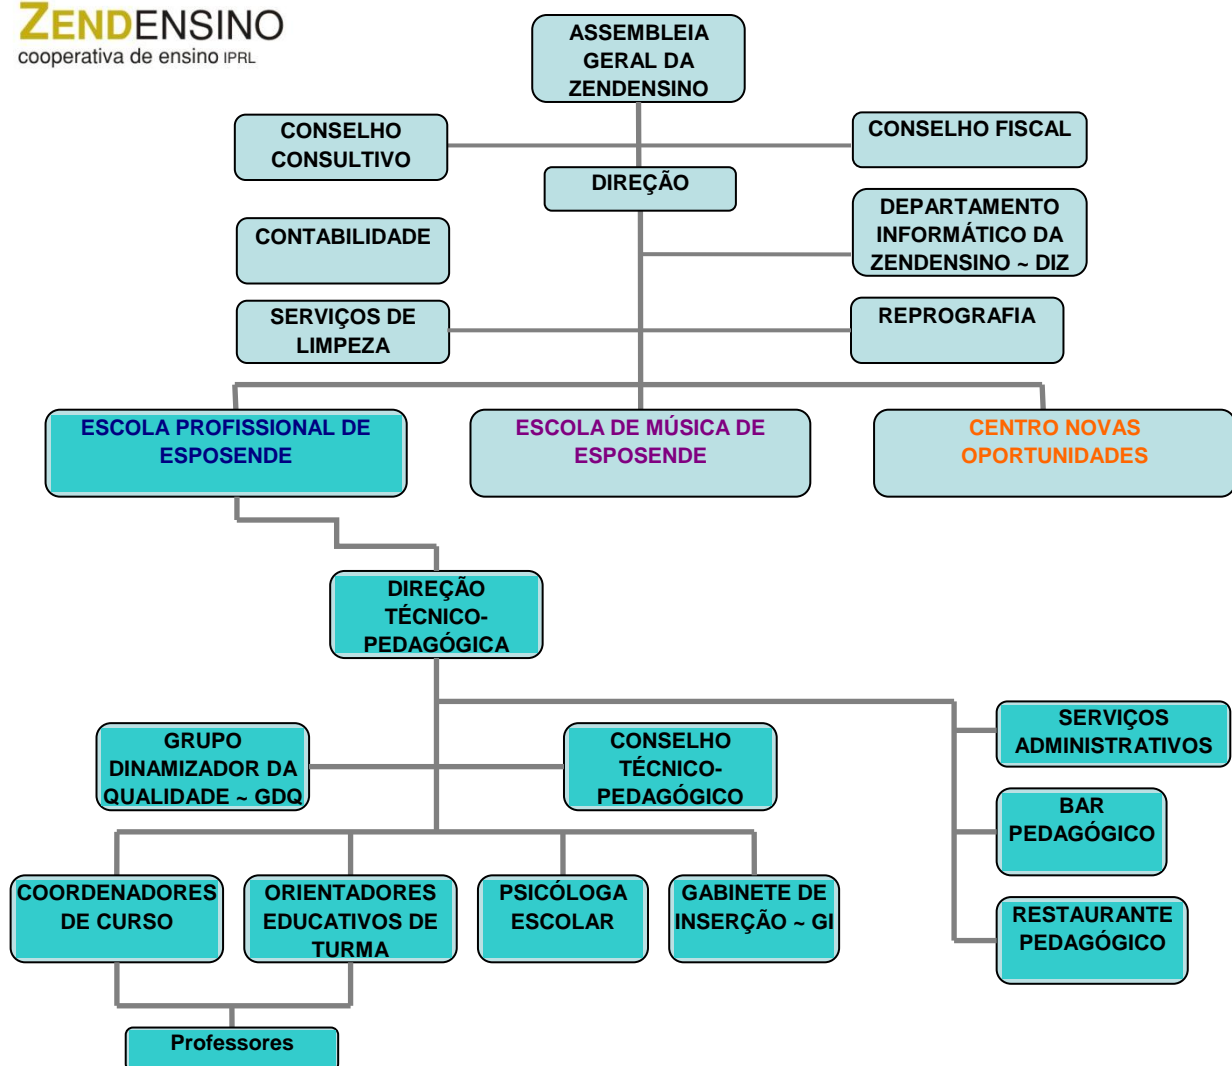 ZENDENSINO
cooperativa de ensino IPRL
ASSEMBLEIA
GERAL DA
ZENDENSINO
CONSELHO
CONSULTIVO
CONSELHO FISCAL
DIREÇÃO
CONTABILIDADE
DEPARTAMENTO
INFORMÁTICO DA
ZENDENSINO ~ DIZ
SERVIÇOS DE
LIMPEZA
REPROGRAFIA
ESCOLA PROFISSIONAL DE
ESPOSENDE
ESCOLA DE MÚSICA DE
ESPOSENDE
CENTRO NOVAS
OPORTUNIDADES
DIREÇÃO
TÉCNICO-
PEDAGÓGICA
GRUPO
DINAMIZADOR DA
QUALIDADE ~ GDQ
CONSELHO
TÉCNICO-
PEDAGÓGICO
SERVIÇOS
ADMINISTRATIVOS
BAR
PEDAGÓGICO
COORDENADORES
DE CURSO
ORIENTADORES
EDUCATIVOS DE
TURMA
PSICÓLOGA
ESCOLAR
GABINETE DE
INSERÇÃO ~ GI
RESTAURANTE
PEDAGÓGICO
Professores